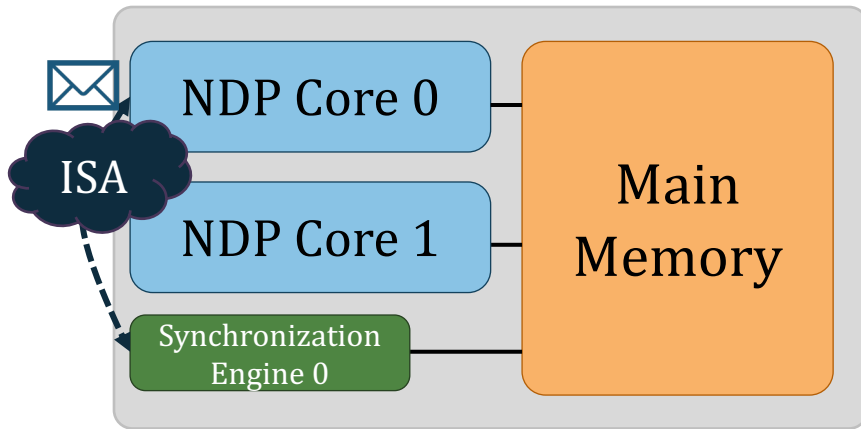 NDP Core 0
ISA
NDP Core 1
Main
Memory
Synchronization
Engine 0